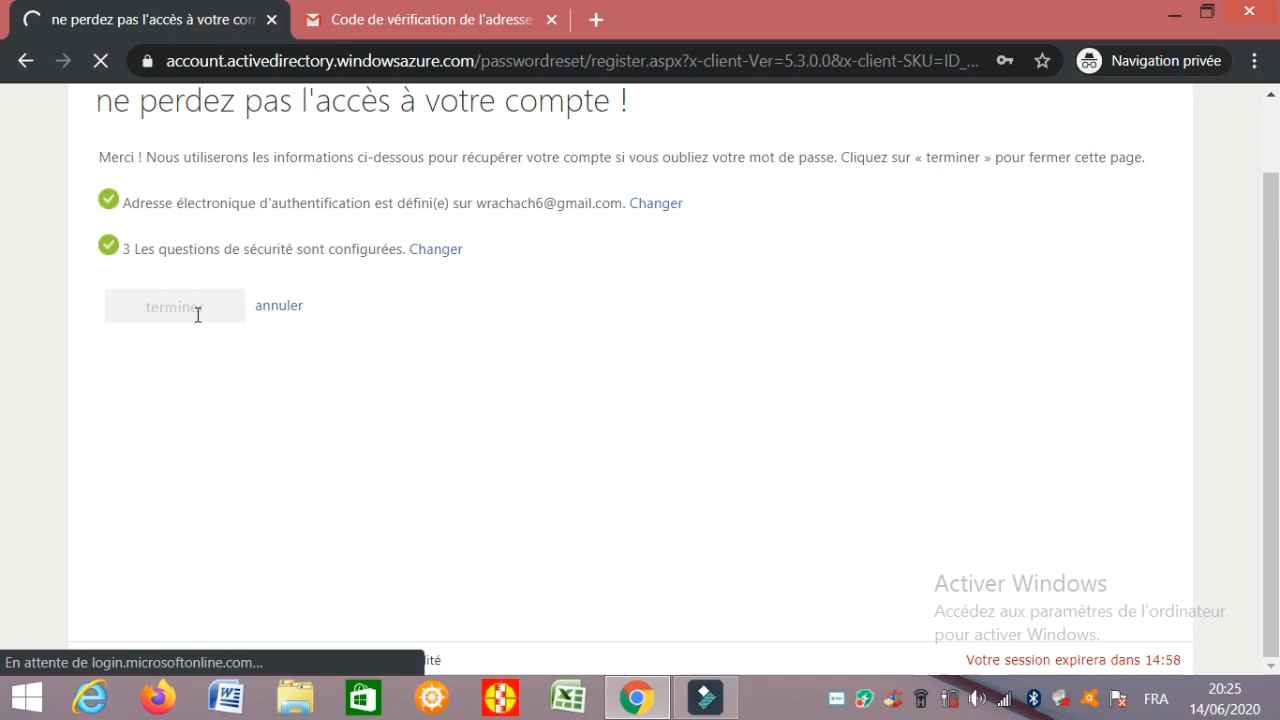 ne perdez pas l'accès à votre con
Code de vérification de l'adresse
account.activedirectory.windowsazure.com/passwordreset/register.aspx?x-client-Ver=5.3.0.0&x-client-SKU=ID_...
Navigation privée
ne perdez pas l'accès à votre compte !
Merci ! Nous utiliserons les informations ci-dessous pour récupérer votre compte si vous oubliez votre mot de passe. Cliquez sur « terminer » pour fermer cette page.
Adresse électronique d'authentification est défini(e) sur wrachach6@gmail.com. Changer
3 Les questions de sécurité sont configurées. Changer
terminer annuler
Activer Windows
Accédez aux paramètres de l'ordinateur
pour activer Windows.
En attente de login.microsoftonline.com...
ité
Votre session expirera dans 14:58
FRA
20:25
14/06/2020